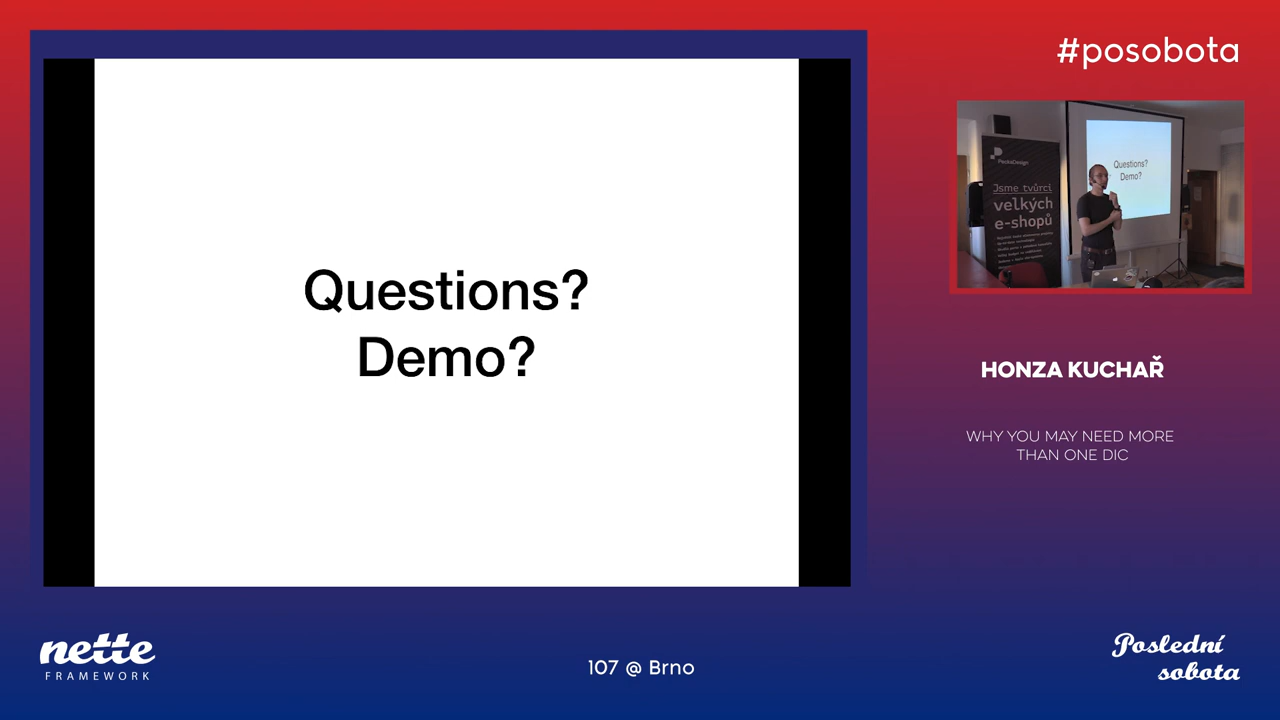 #posobota
Questions?
Demo?
PeckaDesign
Jsme tvůrci
velkých
e-shopů
Questions?
Demo?
HONZA KUCHAŘ
WHY YOU MAY NEED MORE
THAN ONE DIC
nette
FRAMEWORK
107 @ Brno
Poslední
sobota